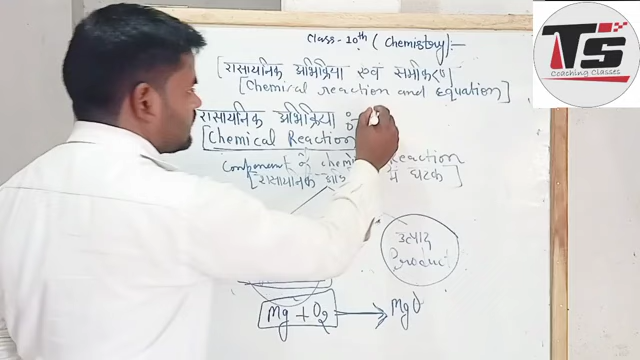 Class - 10th (Chemistry) :-
[रासायनिक अभिक्रिया एवं समीकरण]
[Chemical reaction and Equation]
रासायनिक अभिक्रिया :-
[Chemical Reaction
Component of chemi Reaction
[रासायनिक में घटक]
उत्पाद
Product
Mg + O2 → MgO
TS
Coaching Classes